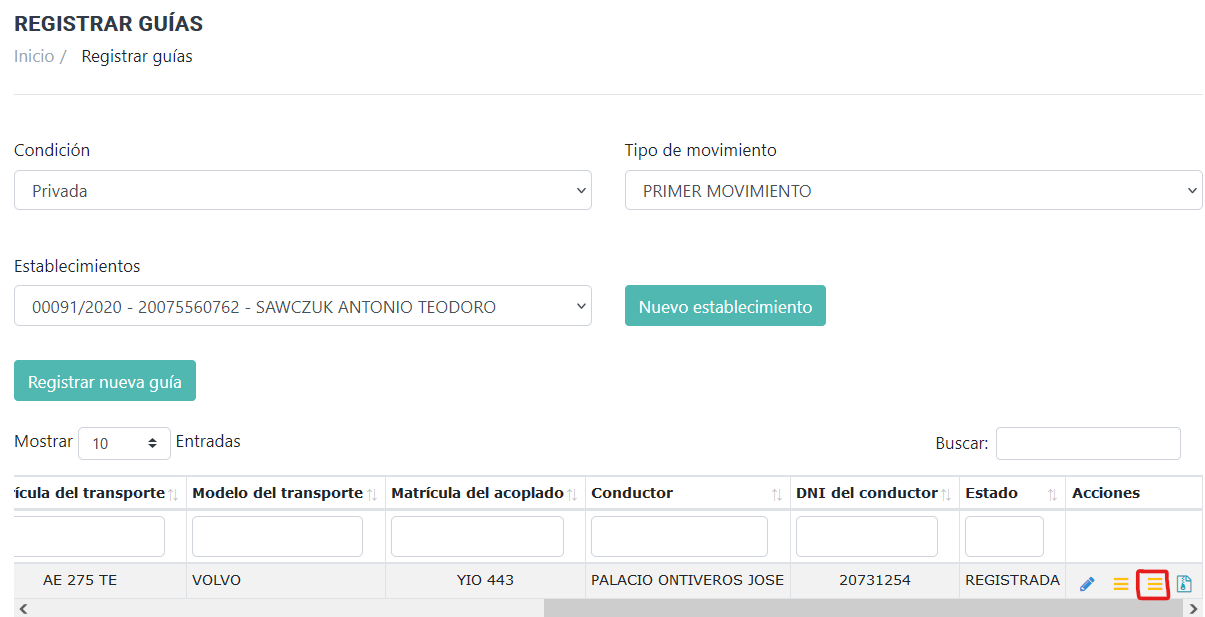 REGISTRAR GUÍAS
Inicio / Registrar guías
Condición
Tipo de movimiento
Privada
PRIMER MOVIMIENTO
Establecimientos
00091/2020 - 20075560762 - SAWCZUK ANTONIO TEODORO
Nuevo establecimiento
Registrar nueva guía
Mostrar 10 Entradas
Buscar:
rícula del transporte Modelo del transporte Matrícula del acoplado Conductor DNI del conductor Estado Acciones
AE 275 TE VOLVO YIO 443 PALACIO ONTIVEROS JOSE 20731254 REGISTRADA